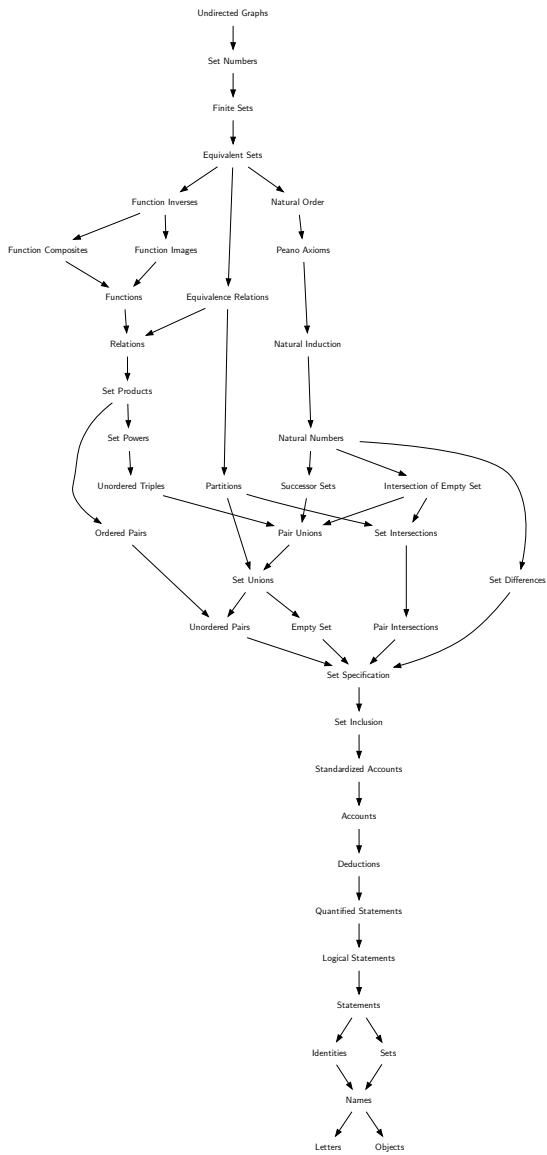 Undirected Graphs
Set Numbers
Finite Sets
Equivalent Sets
Function Inverses
Natural Order
Function Composites
Function Images
Peano Axioms
Functions
Equivalence Relations
Relations
Natural Induction
Set Products
Set Powers
Natural Numbers
Unordered Triples
Partitions
Successor Sets
Intersection of Empty Set
Ordered Pairs
Pair Unions
Set Intersections
Set Unions
Set Differences
Unordered Pairs
Empty Set
Pair Intersections
Set Specification
Set Inclusion
Standardized Accounts
Accounts
Deductions
Quantified Statements
Logical Statements
Statements
Identities
Sets
Names
Letters
Objects